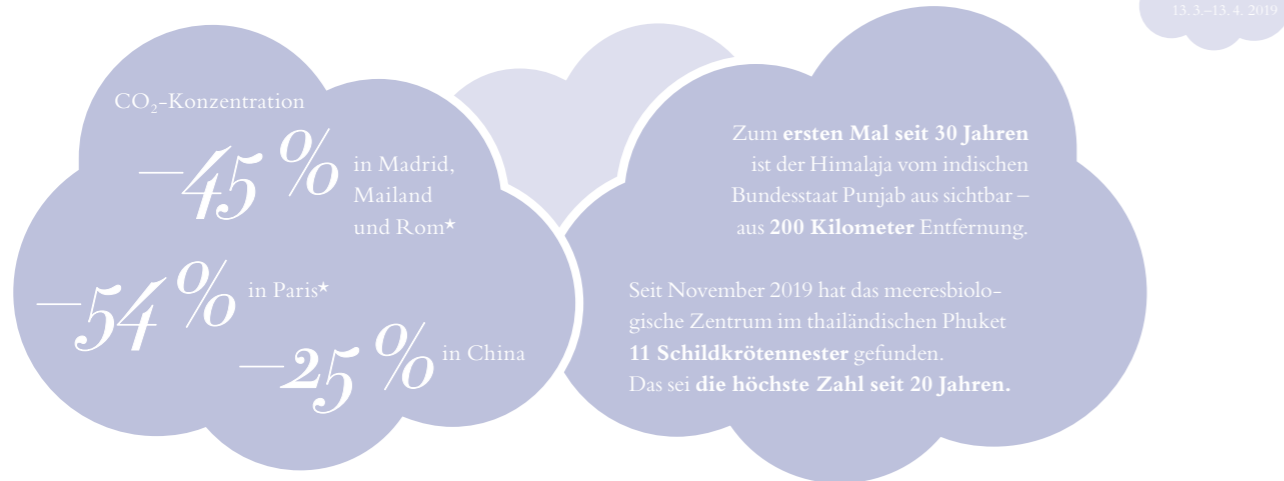 13. 3.–13. 4. 2019
CO₂-Konzentration
–45 % in Madrid,
Mailand
und Rom★
–54 % in Paris★
–25 % in China
Zum ersten Mal seit 30 Jahren
ist der Himalaja vom indischen
Bundesstaat Punjab aus sichtbar –
aus 200 Kilometer Entfernung.
Seit November 2019 hat das meeresbiolo-
gische Zentrum im thailändischen Phuket
11 Schildkrötennester gefunden.
Das sei die höchste Zahl seit 20 Jahren.